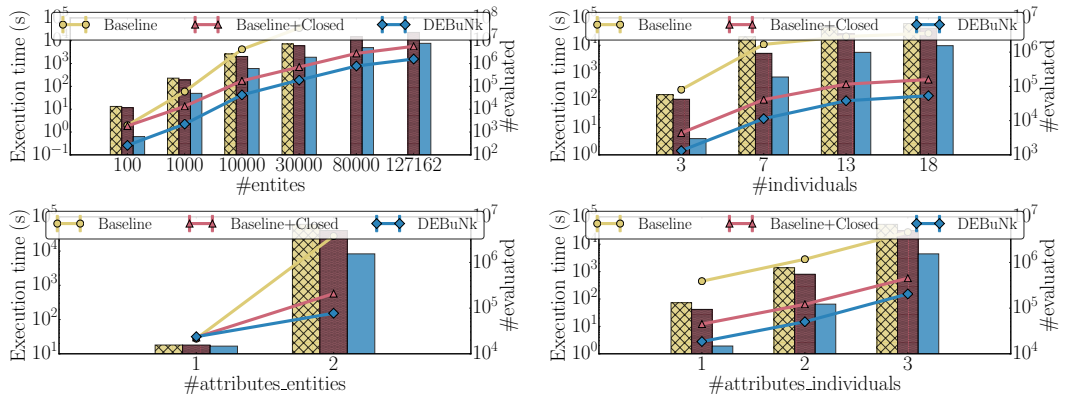 Baseline Baseline+Closed DEBuNk
Execution time (s)
10^5
10^4
10^3
10^2
10^1
10^0
10^-1
10^8
10^7
10^6
10^5
10^4
10^3
10^2
#evaluated
100 1000 10000 30000 80000 127162
#entites
Baseline Baseline+Closed DEBuNk
Execution time (s)
10^5
10^4
10^3
10^2
10^1
10^0
10^7
10^6
10^5
10^4
10^3
#evaluated
3 7 13 18
#individuals
Baseline Baseline+Closed DEBuNk
Execution time (s)
10^5
10^4
10^3
10^2
10^1
10^7
10^6
10^5
10^4
#evaluated
1 2
#attributes_entities
Baseline Baseline+Closed DEBuNk
Execution time (s)
10^5
10^4
10^3
10^2
10^1
10^0
10^7
10^6
10^5
10^4
#evaluated
1 2 3
#attributes_individuals